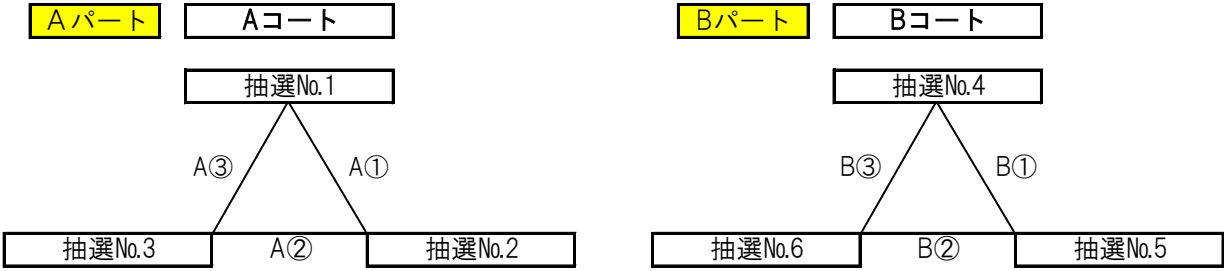 Ａパート Ａコート Ｂパート Ｂコート
抽選№1 抽選№4
A③ A① B③ B①
抽選№3 A② 抽選№2 抽選№6 B② 抽選№5